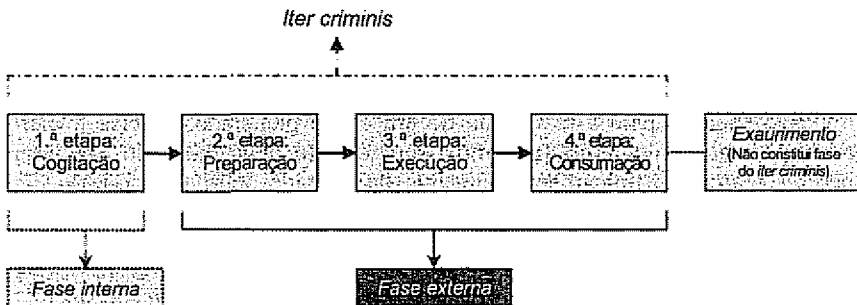 Iter criminis
1.ª etapa:
Cogitação
2.ª etapa:
Preparação
3.ª etapa:
Execução
4.ª etapa:
Consumação
Exaurimento
(Não constitui fase
do iter criminis)
Fase interna
Fase externa